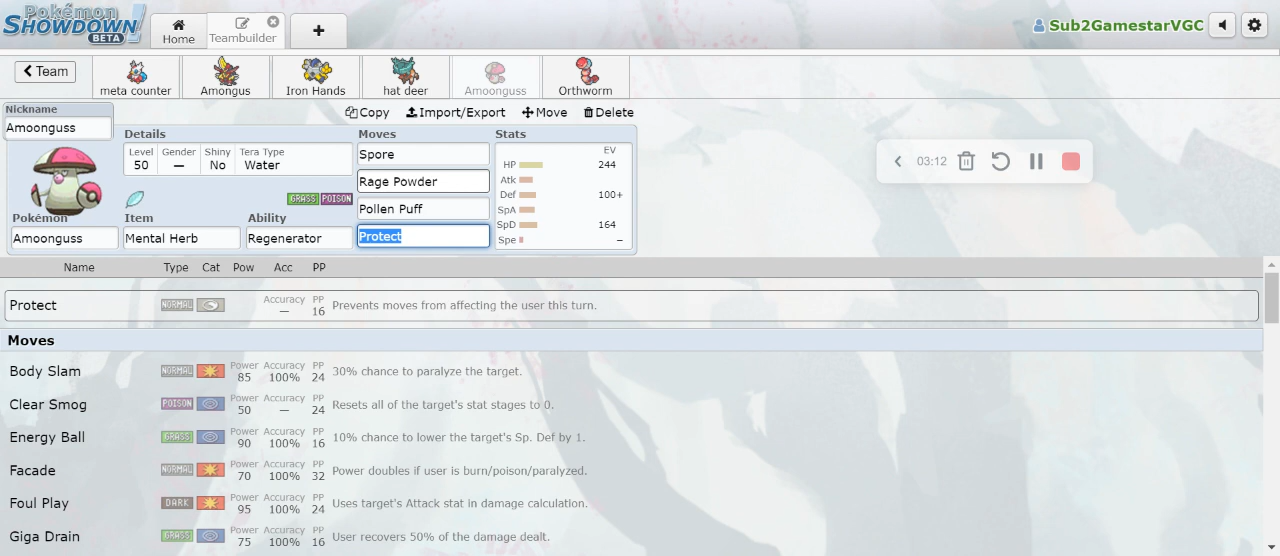 Pokémon
SHOWDOWN!
BETA
Home
Teambuilder
Sub2GamestarVGC
Team
meta counter
Amongus
Iron Hands
hat deer
Amoonguss
Orthworm
Copy
Import/Export
Move
Delete
Nickname
Amoonguss
Details
Level Gender Shiny Tera Type
50 — No Water
GRASS POISON
Pokémon
Amoonguss
Item
Mental Herb
Ability
Regenerator
Moves
Spore
Rage Powder
Pollen Puff
Protect
Stats
EV
HP 244
Atk
Def 100+
SpA
SpD 164
Spe –
03:12
Name Type Cat Pow Acc PP
Protect NORMAL Accuracy — PP 16 Prevents moves from affecting the user this turn.
Moves
Body Slam NORMAL Power 85 Accuracy 100% PP 24 30% chance to paralyze the target.
Clear Smog POISON Power 50 Accuracy — PP 24 Resets all of the target's stat stages to 0.
Energy Ball GRASS Power 90 Accuracy 100% PP 16 10% chance to lower the target's Sp. Def by 1.
Facade NORMAL Power 70 Accuracy 100% PP 32 Power doubles if user is burn/poison/paralyzed.
Foul Play DARK Power 95 Accuracy 100% PP 24 Uses target's Attack stat in damage calculation.
Giga Drain GRASS Power 75 Accuracy 100% PP 16 User recovers 50% of the damage dealt.